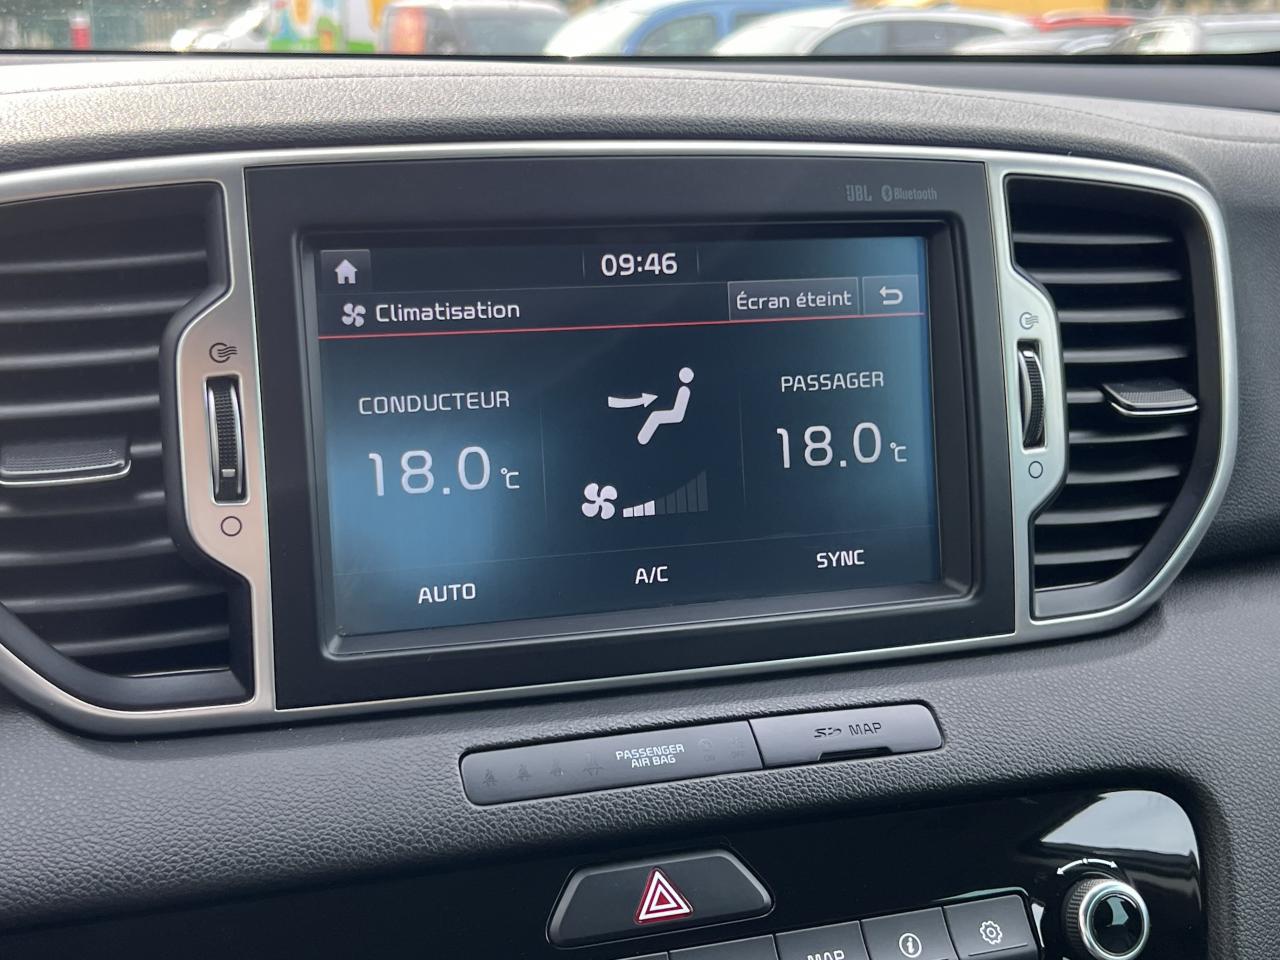 JBL Bluetooth
09:46
Climatisation
Écran éteint
CONDUCTEUR
PASSAGER
18.0 °C
18.0 °C
AUTO
A/C
SYNC
PASSENGER
AIR BAG
MAP
MAP